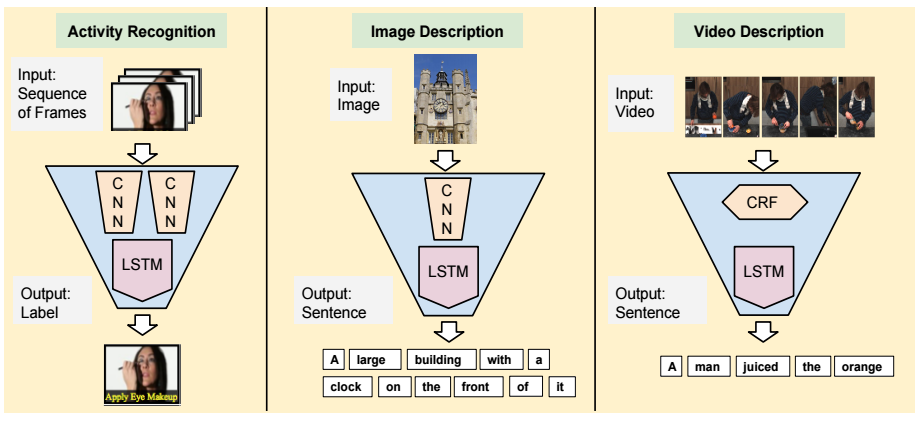 Activity Recognition
Input:
Sequence
of Frames
C
N
N
C
N
N
LSTM
Output:
Label
Apply Eye Makeup
Image Description
Input:
Image
C
N
N
LSTM
Output:
Sentence
A large building with a
clock on the front of it
Video Description
Input:
Video
CRF
LSTM
Output:
Sentence
A man juiced the orange